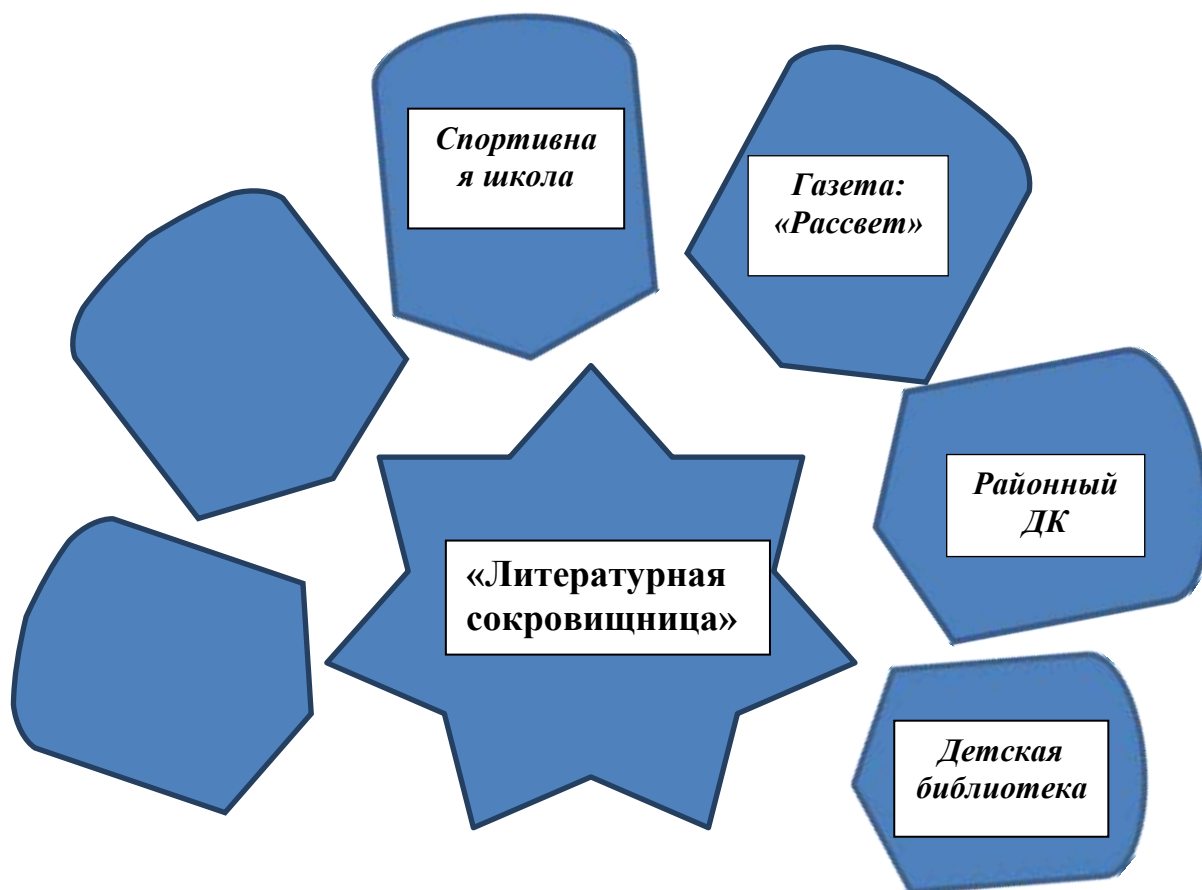 Спортивна
я школа
Газета:
«Рассвет»
Районный
ДК
«Литературная
сокровищница»
Детская
библиотека